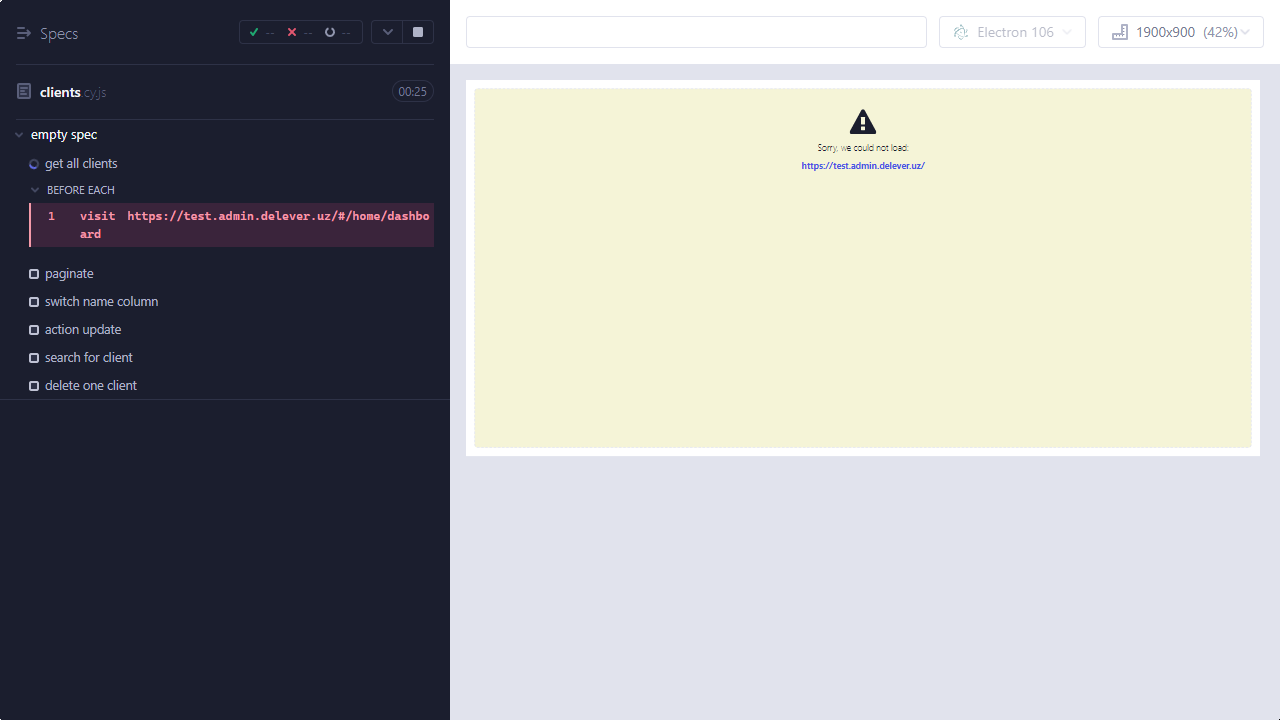 Specs
-- -- --
clients.cy.js
00:25
empty spec
get all clients
BEFORE EACH
1 visit https://test.admin.delever.uz/#/home/dashbo
ard
paginate
switch name column
action update
search for client
delete one client
Electron 106
1900x900 (42%)
Sorry, we could not load:
https://test.admin.delever.uz/